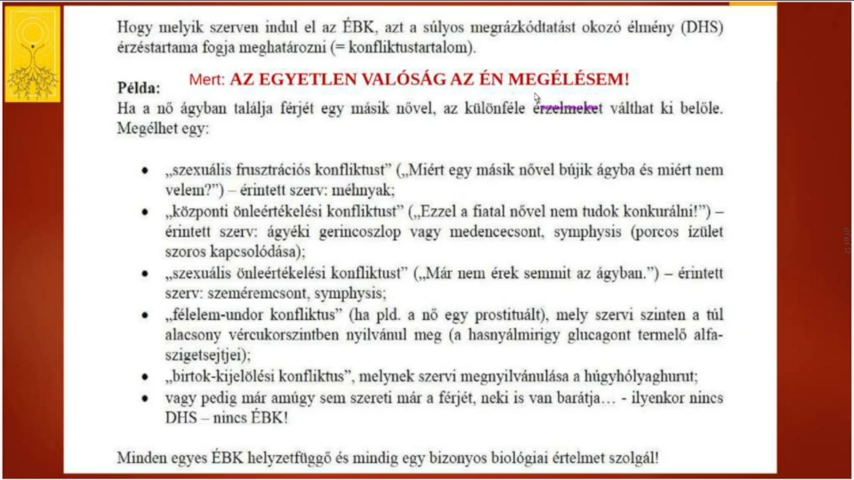 Hogy melyik szerven indul el az ÉBK, azt a súlyos megrázkódtatást okozó élmény (DHS)
érzéstartama fogja meghatározni (= konfliktustartalom).
Mert: AZ EGYETLEN VALÓSÁG AZ ÉN MEGÉLÉSEM!
Példa:
Ha a nő ágyban találja férjét egy másik nővel, az különféle érzelmeket válthat ki belőle.
Megélhet egy:
• „szexuális frusztrációs konfliktust” („Miért egy másik nővel bújik ágyba és miért nem
velem?”) – érintett szerv: méhnyak;
• „központi önleértékelési konfliktust” („Ezzel a fiatal nővel nem tudok konkurálni!”) –
érintett szerv: ágyéki gerincoszlop vagy medencecsont, symphysis (porcos ízület
szoros kapcsolódása);
• „szexuális önleértékelési konfliktust” („Már nem érek semmit az ágyban.”) – érintett
szerv: szeméremcsont, symphysis;
• „félelem-undor konfliktus” (ha pld. a nő egy prostituált), mely szervi szinten a túl
alacsony vércukorszintben nyilvánul meg (a hasnyálmirigy glucagont termelő alfa-
szigetsejtjei);
• „birtok-kijelölési konfliktus”, melynek szervi megnyilvánulása a húgyhólyaghurut;
• vagy pedig már amúgy sem szereti már a férjét, neki is van barátja… - ilyenkor nincs
DHS – nincs ÉBK!
Minden egyes ÉBK helyzetfüggő és mindig egy bizonyos biológiai értelmet szolgál!